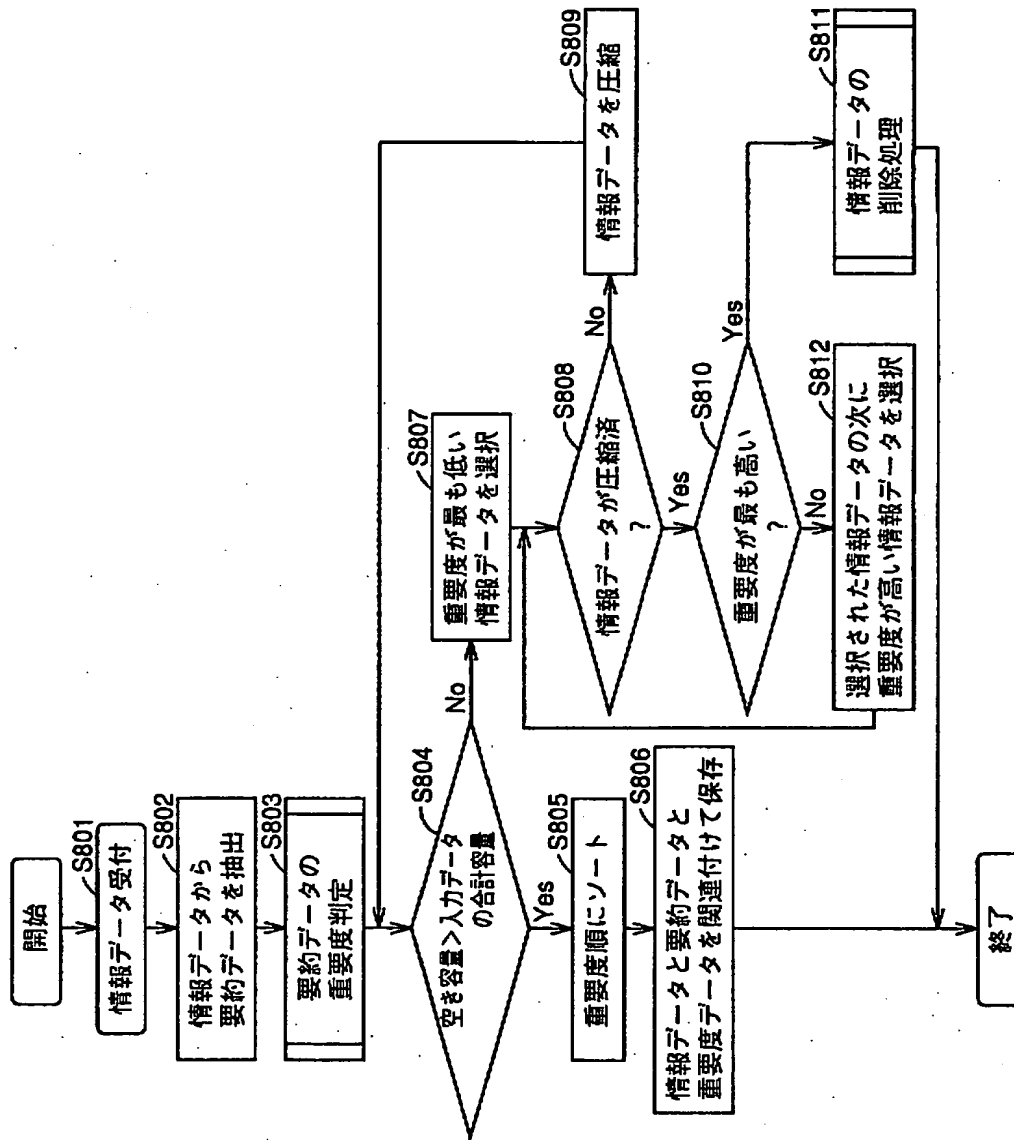 開始
S801
情報データ受付
S802
情報データから
要約データを抽出
S803
要約データの
重要度判定
S804
空き容量>入力データ
の合計容量
No
Yes
S805
重要度順にソート
S806
情報データと要約データと
重要度データを関連付けて保存
S807
重要度が最も低い
情報データを選択
S808
情報データが圧縮済
?
No
Yes
S809
情報データを圧縮
S810
重要度が最も高い
?
Yes
No
S811
情報データの
削除処理
S812
選択された情報データの次に
重要度が高い情報データを選択
終了